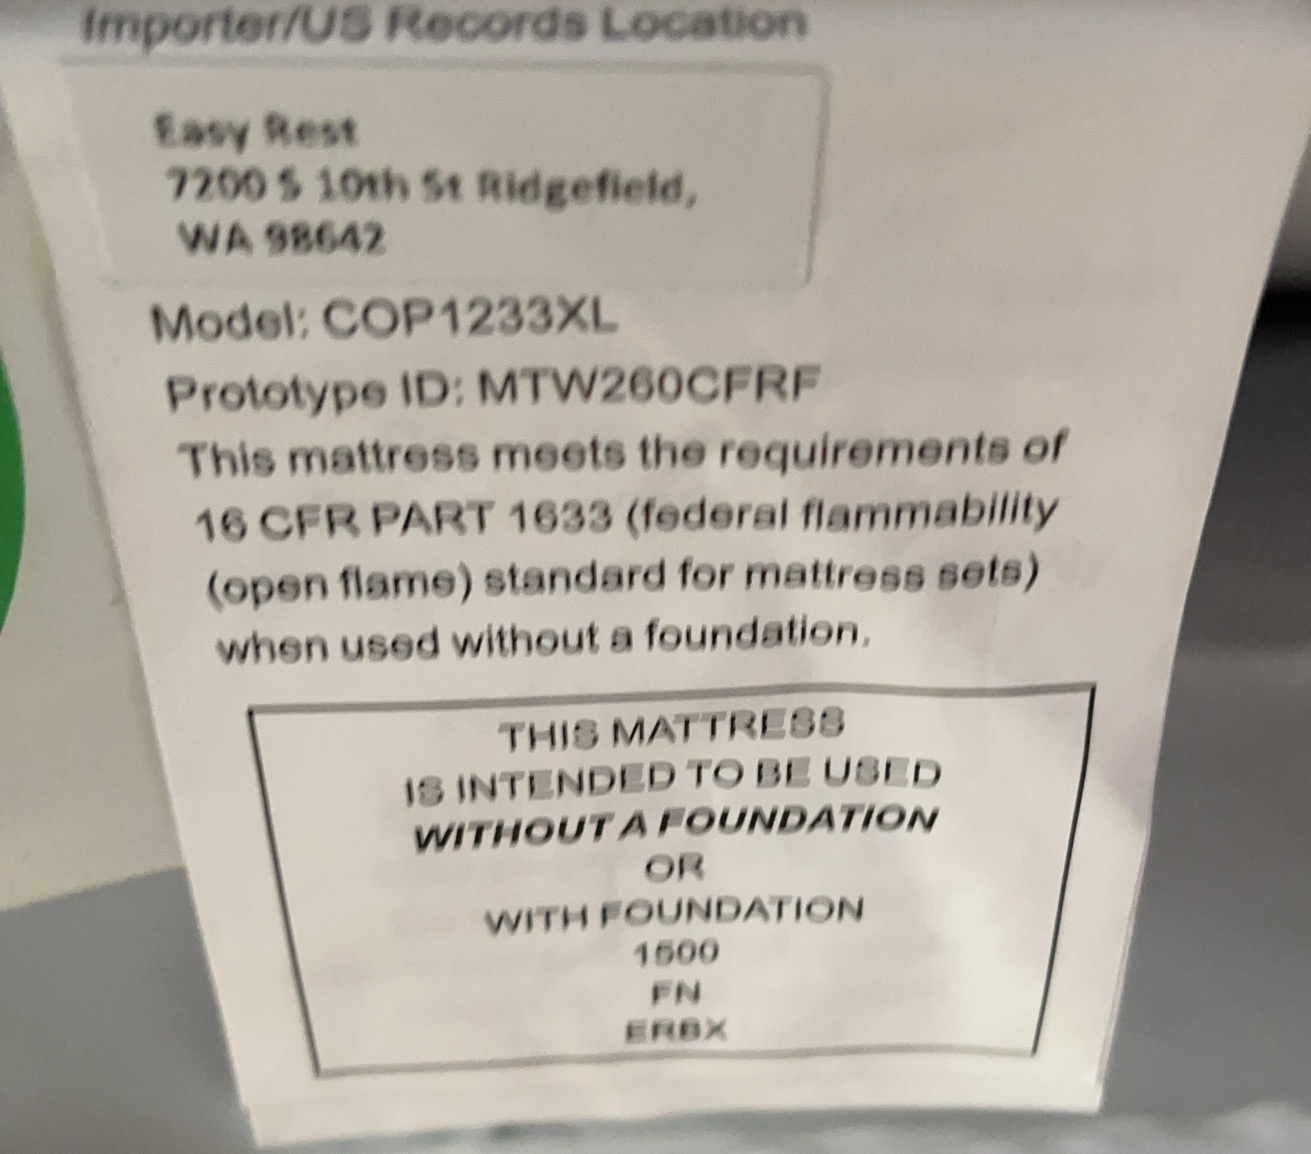 Importer/US Records Location
Easy Rest
7200 S 10th St Ridgefield,
WA 98642
Model: COP1233XL
Prototype ID: MTW260CFRF
This mattress meets the requirements of
16 CFR PART 1633 (federal flammability
(open flame) standard for mattress sets)
when used without a foundation.
THIS MATTRESS
IS INTENDED TO BE USED
WITHOUT A FOUNDATION
OR
WITH FOUNDATION
1500
FN
ERBX